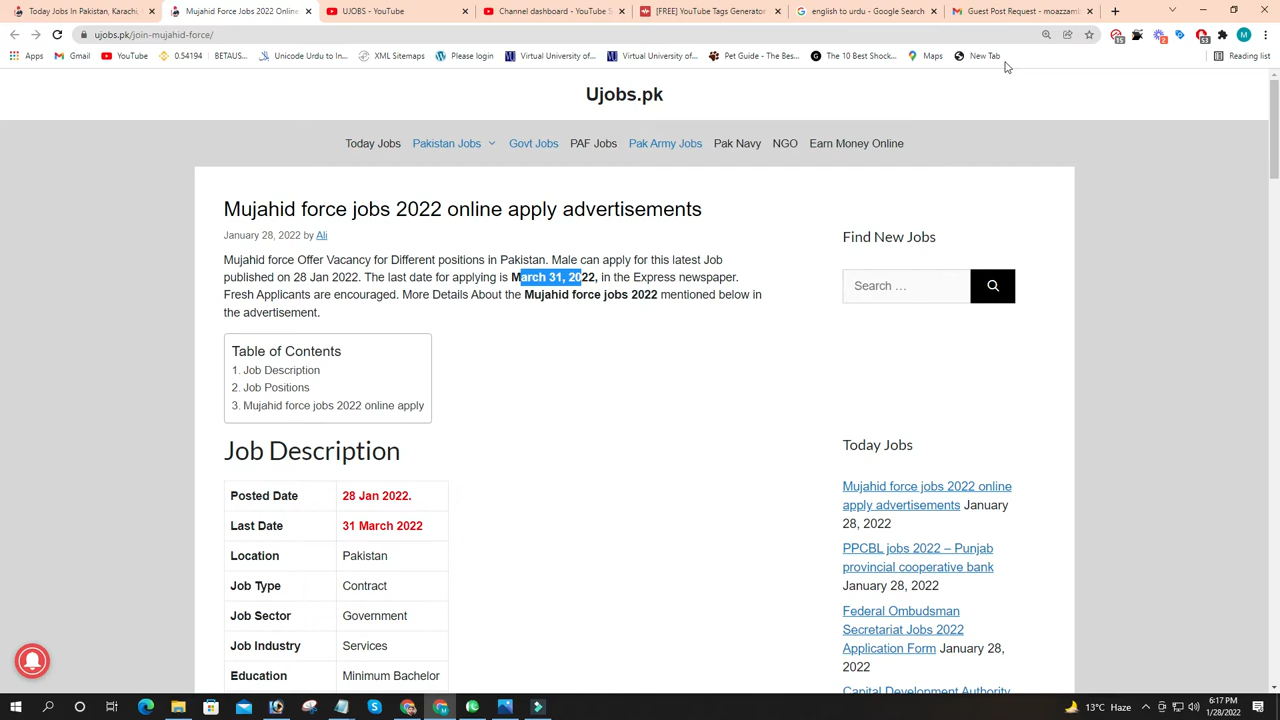 Today Jobs In Pakistan, Karachi,
Mujahid Force Jobs 2022 Online
UJOBS - YouTube
Channel dashboard - YouTube S
[FREE] YouTube Tags Generator
english to urdu - Google Search
Guest Post Request - moazzamb
ujobs.pk/join-mujahid-force/
Apps
Gmail
YouTube
0.54194 | BETAUS...
Unicode Urdu to In...
XML Sitemaps
Please login
Virtual University of...
Virtual University of...
Pet Guide - The Bes...
The 10 Best Shock...
Maps
New Tab
Reading list
Ujobs.pk
Today Jobs
Pakistan Jobs
Govt Jobs
PAF Jobs
Pak Army Jobs
Pak Navy
NGO
Earn Money Online
Mujahid force jobs 2022 online apply advertisements
January 28, 2022 by Ali
Mujahid force Offer Vacancy for Different positions in Pakistan. Male can apply for this latest Job
published on 28 Jan 2022. The last date for applying is March 31, 2022, in the Express newspaper.
Fresh Applicants are encouraged. More Details About the Mujahid force jobs 2022 mentioned below in
the advertisement.
Table of Contents
1. Job Description
2. Job Positions
3. Mujahid force jobs 2022 online apply
Job Description
Posted Date 28 Jan 2022.
Last Date 31 March 2022
Location Pakistan
Job Type Contract
Job Sector Government
Job Industry Services
Education Minimum Bachelor
Find New Jobs
Search ...
Today Jobs
Mujahid force jobs 2022 online
apply advertisements January
28, 2022
PPCBL jobs 2022 – Punjab
provincial cooperative bank
January 28, 2022
Federal Ombudsman
Secretariat Jobs 2022
Application Form January 28,
2022
Capital Development Authority
13°C Haze
6:17 PM
1/28/2022